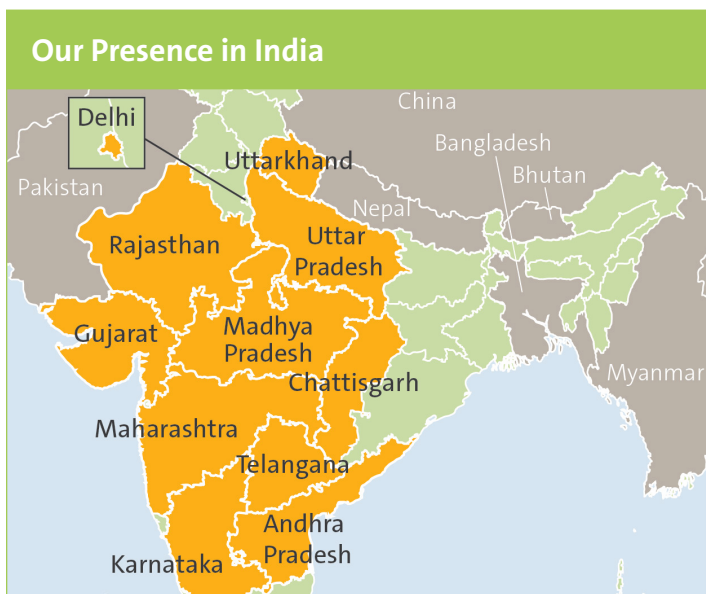 Our Presence in India
China
Delhi
Bangladesh
Uttarkhand
Bhutan
Pakistan
Nepal
Uttar
Pradesh
Rajasthan
Madhya
Pradesh
Gujarat
Myanmar
Chattisgarh
Maharashtra
Telangana
Andhra
Pradesh
Karnataka